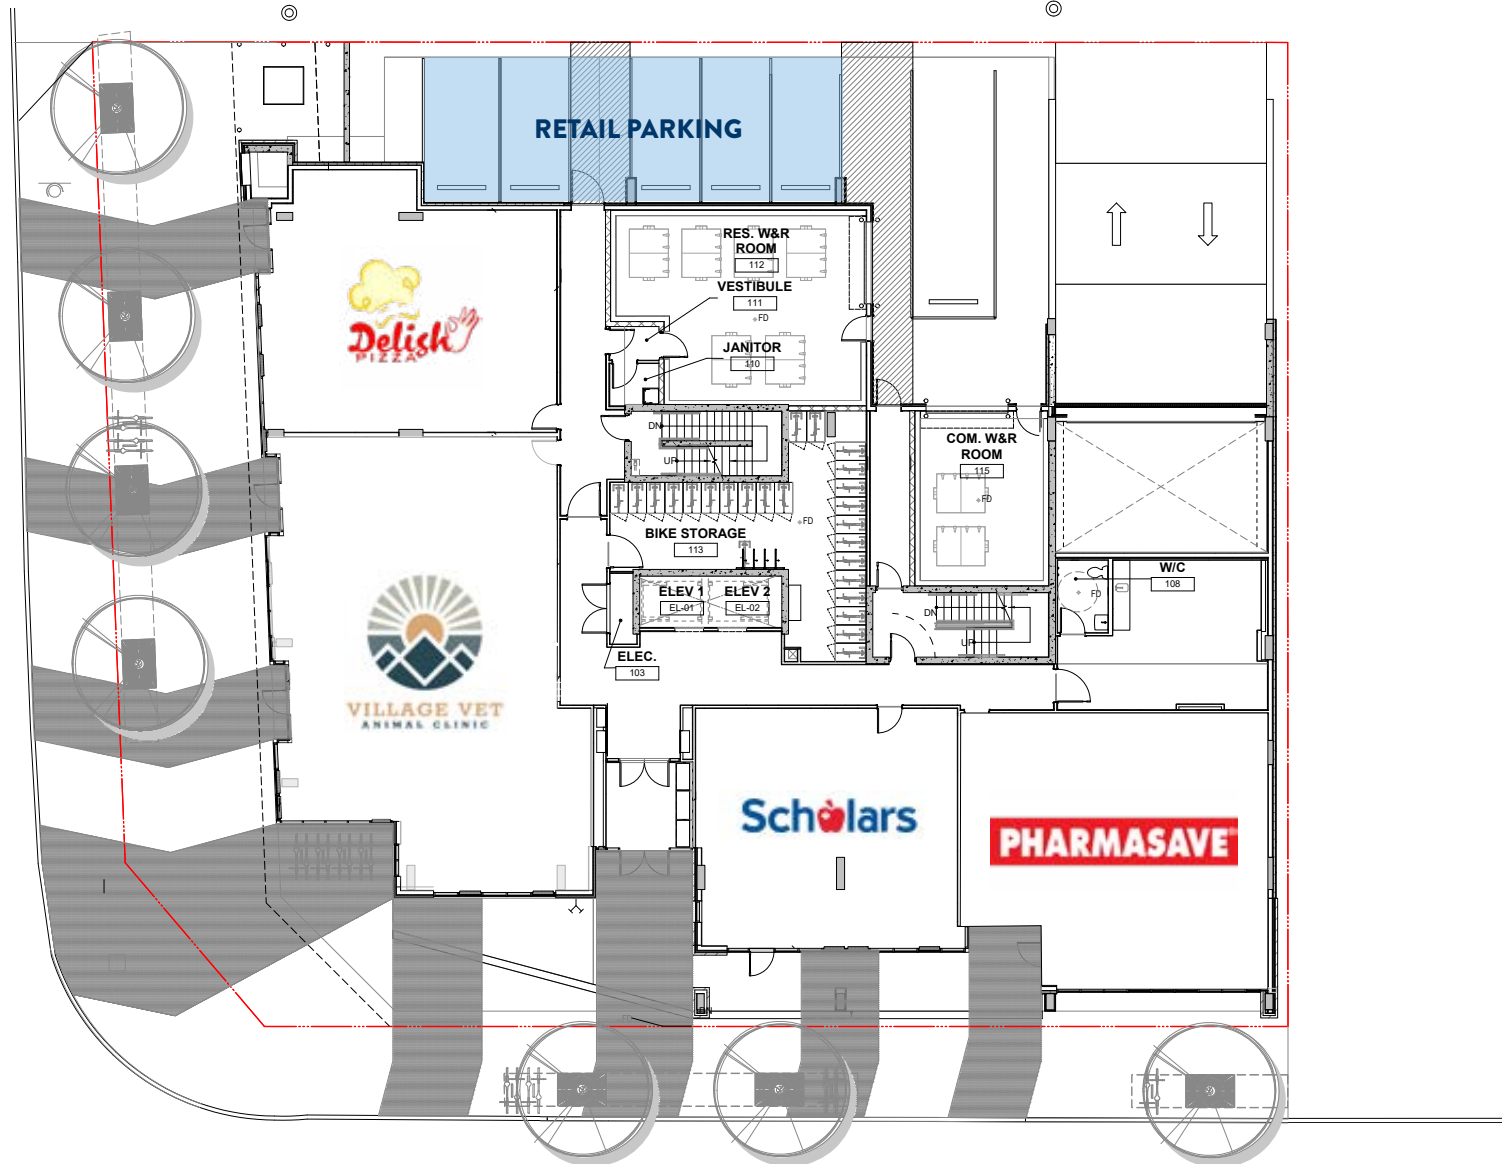 RETAIL PARKING
RES. W&R
ROOM
112
VESTIBULE
111
FD
JANITOR
110
Delish
PIZZA
DN
UP
COM. W&R
ROOM
115
FD
FD
BIKE STORAGE
113
W/C
108
FD
ELEV 1
EL-01
ELEV 2
EL-02
DN
UP
ELEC.
103
VILLAGE VET
ANIMAL CLINIC
Scholars
PHARMASAVE
FD